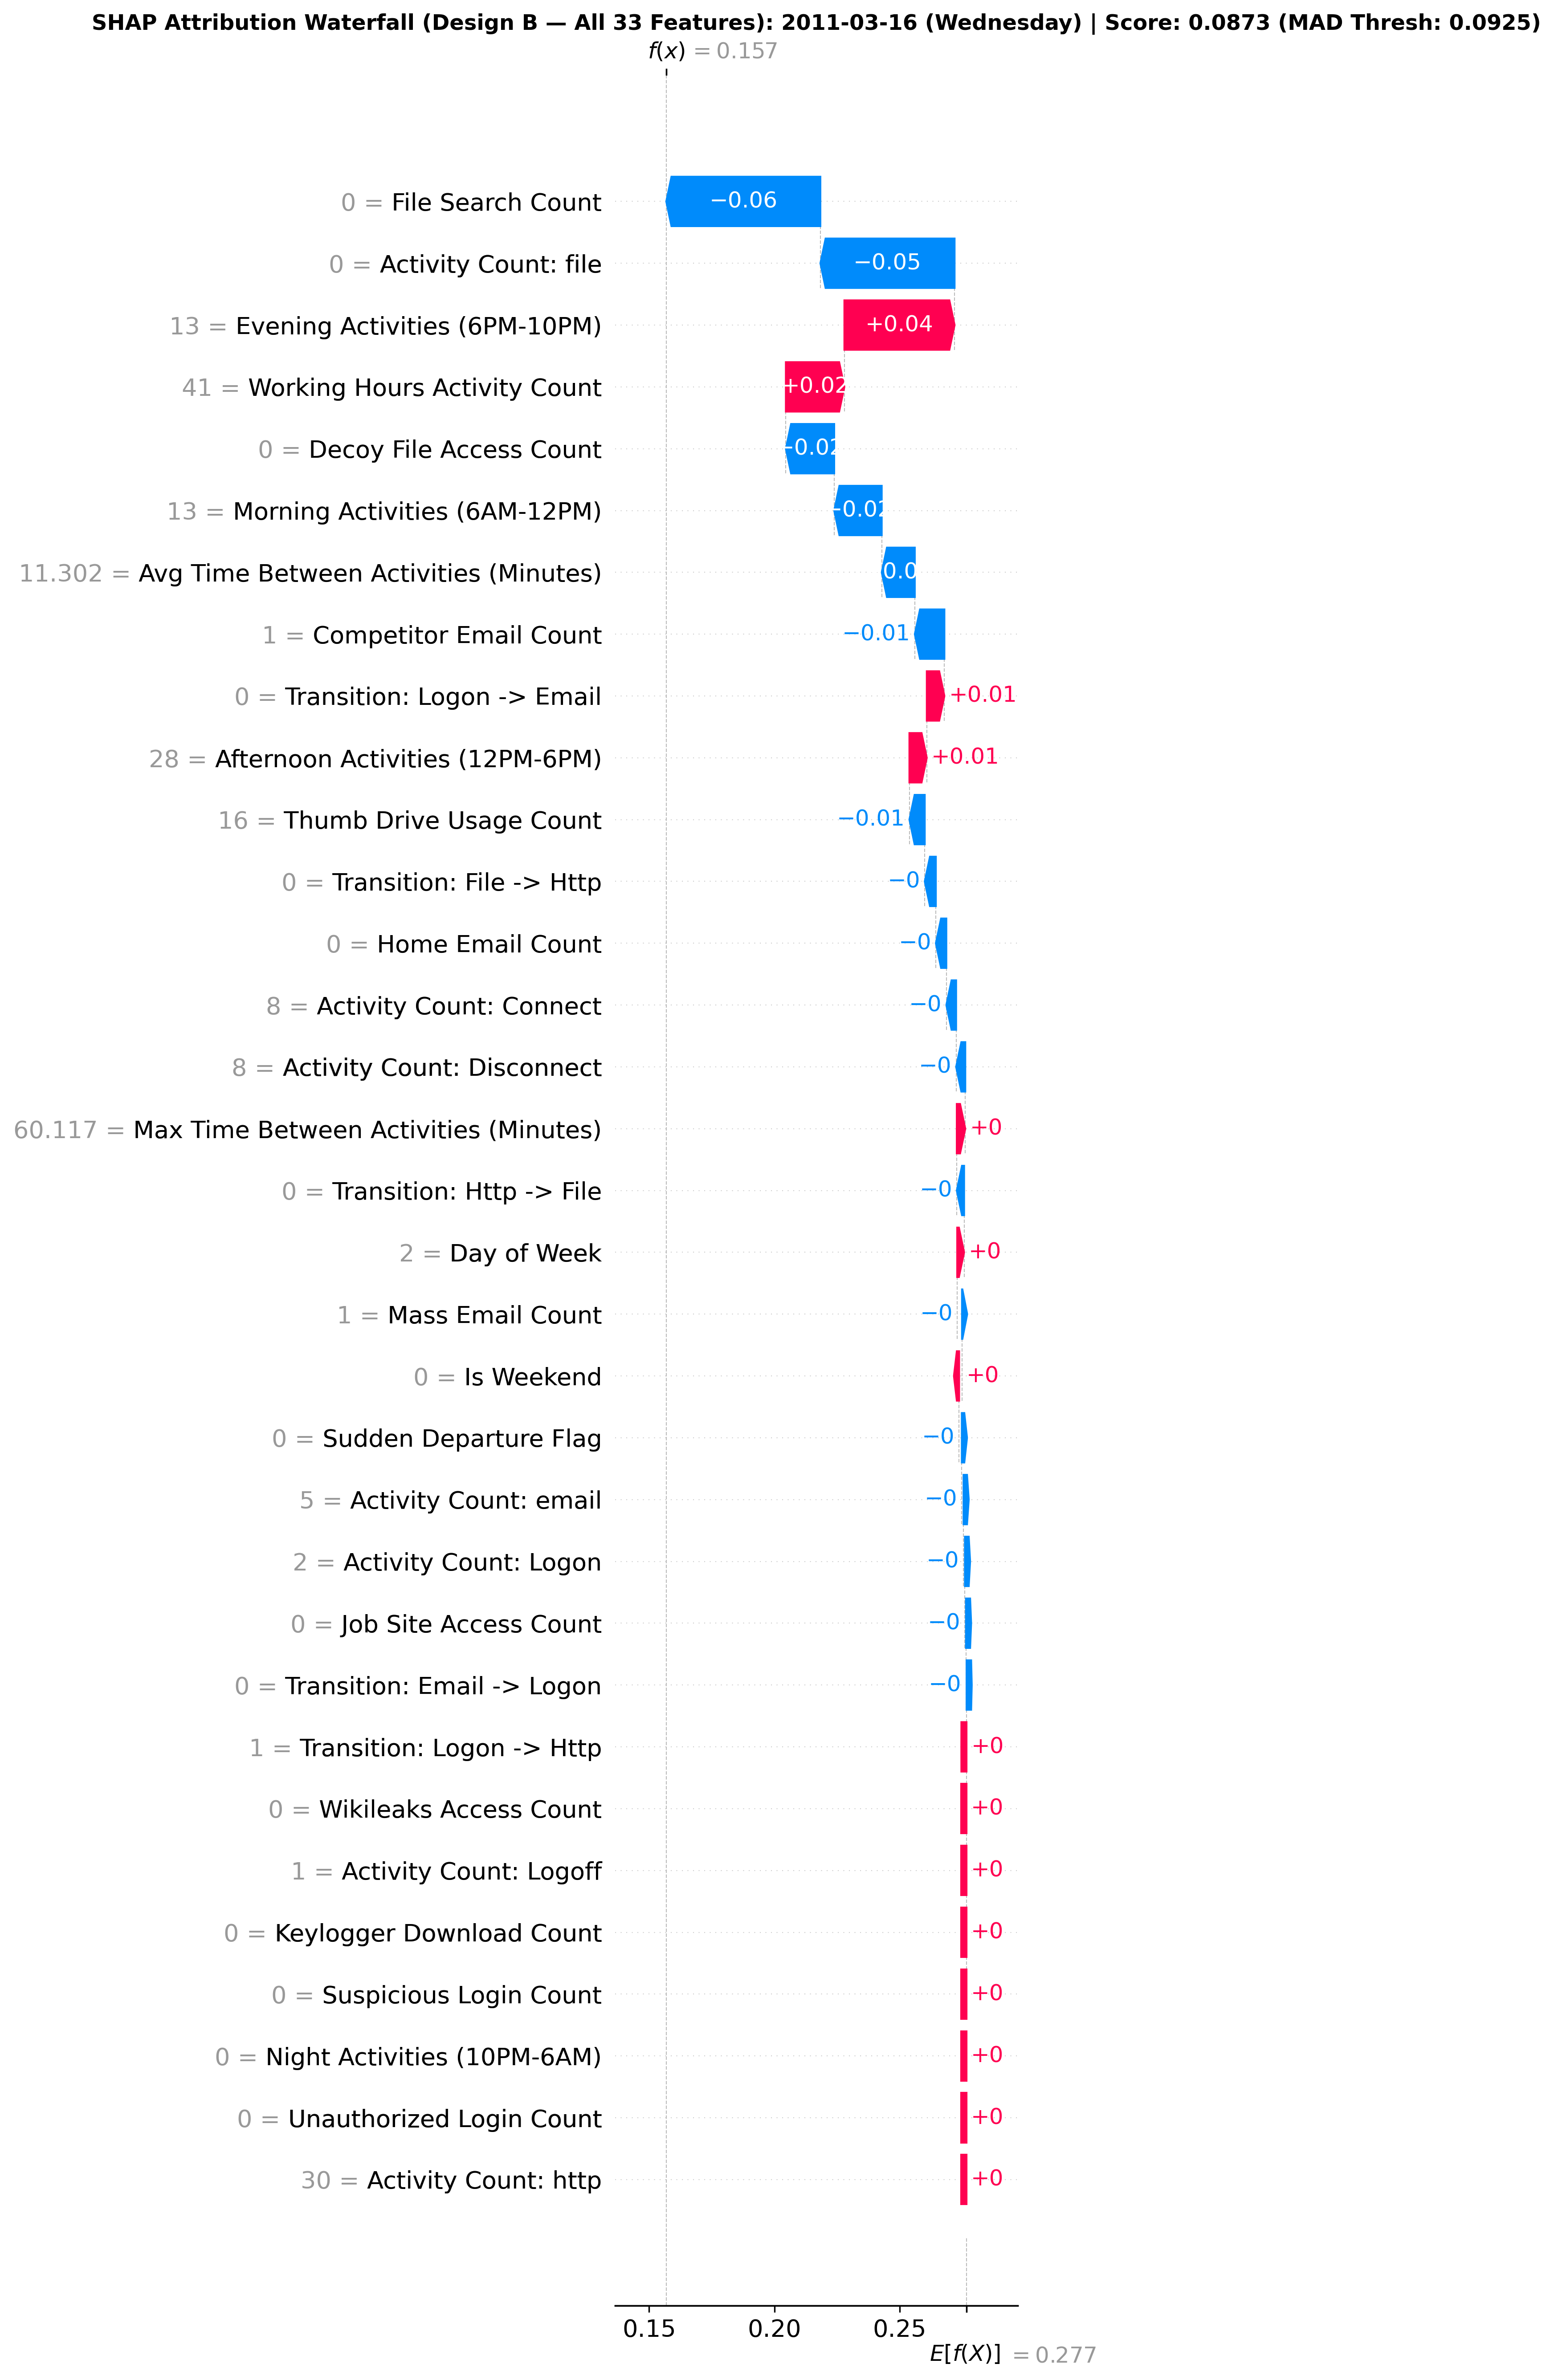 SHAP Attribution Waterfall (Design B — All 33 Features): 2011-03-16 (Wednesday) | Score: 0.0873 (MAD Thresh: 0.0925)
f(x) = 0.157
0 = File Search Count −0.06
0 = Activity Count: file −0.05
13 = Evening Activities (6PM-10PM) +0.04
41 = Working Hours Activity Count +0.02
0 = Decoy File Access Count −0.02
13 = Morning Activities (6AM-12PM) −0.02
11.302 = Avg Time Between Activities (Minutes) 0.0
1 = Competitor Email Count −0.01
0 = Transition: Logon -> Email +0.01
28 = Afternoon Activities (12PM-6PM) +0.01
16 = Thumb Drive Usage Count −0.01
0 = Transition: File -> Http −0
0 = Home Email Count −0
8 = Activity Count: Connect −0
8 = Activity Count: Disconnect −0
60.117 = Max Time Between Activities (Minutes) +0
0 = Transition: Http -> File −0
2 = Day of Week +0
1 = Mass Email Count −0
0 = Is Weekend +0
0 = Sudden Departure Flag −0
5 = Activity Count: email −0
2 = Activity Count: Logon −0
0 = Job Site Access Count −0
0 = Transition: Email -> Logon −0
1 = Transition: Logon -> Http +0
0 = Wikileaks Access Count +0
1 = Activity Count: Logoff +0
0 = Keylogger Download Count +0
0 = Suspicious Login Count +0
0 = Night Activities (10PM-6AM) +0
0 = Unauthorized Login Count +0
30 = Activity Count: http +0
0.15 0.20 0.25
E[f(X)] = 0.277